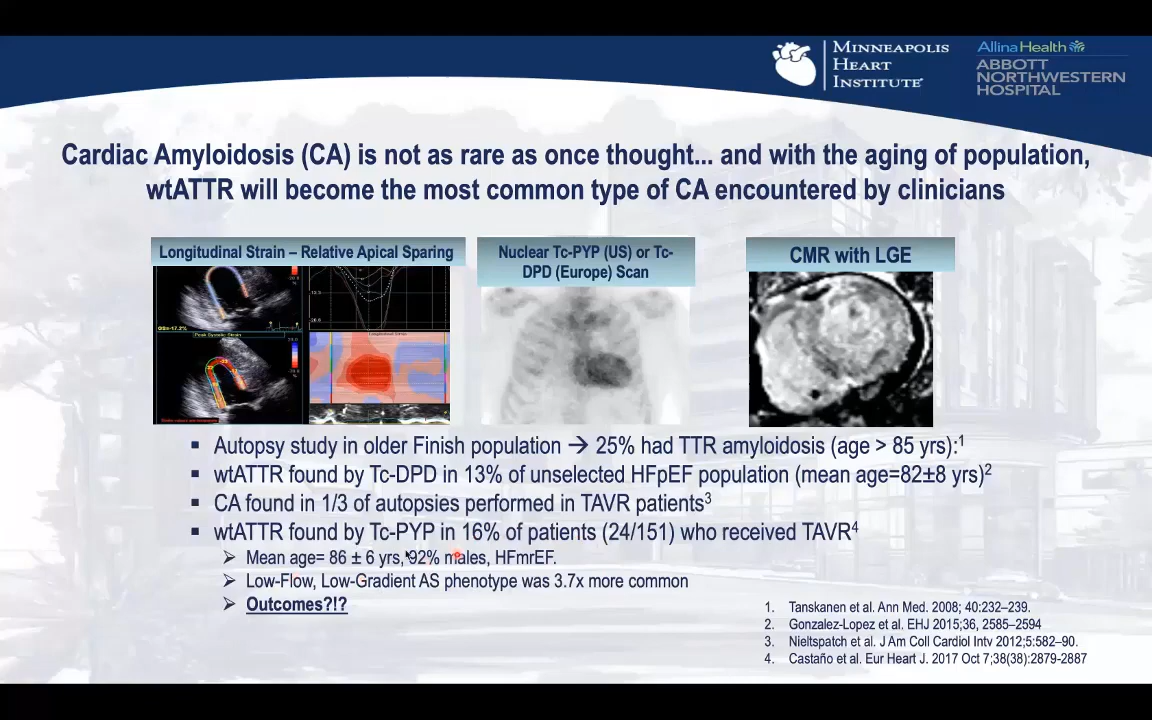 MINNEAPOLIS
HEART
INSTITUTE
AllinaHealth
ABBOTT
NORTHWESTERN
HOSPITAL
Cardiac Amyloidosis (CA) is not as rare as once thought... and with the aging of population,
wtATTR will become the most common type of CA encountered by clinicians
Longitudinal Strain – Relative Apical Sparing
Nuclear Tc-PYP (US) or Tc-
DPD (Europe) Scan
CMR with LGE
▪ Autopsy study in older Finish population → 25% had TTR amyloidosis (age > 85 yrs):1
▪ wtATTR found by Tc-DPD in 13% of unselected HFpEF population (mean age=82±8 yrs)2
▪ CA found in 1/3 of autopsies performed in TAVR patients3
▪ wtATTR found by Tc-PYP in 16% of patients (24/151) who received TAVR4
➢ Mean age= 86 ± 6 yrs, 92% males, HFmrEF.
➢ Low-Flow, Low-Gradient AS phenotype was 3.7x more common
➢ Outcomes?!?
1. Tanskanen et al. Ann Med. 2008; 40:232–239.
2. Gonzalez-Lopez et al. EHJ 2015;36, 2585–2594
3. Nieltspatch et al. J Am Coll Cardiol Intv 2012;5:582–90.
4. Castaño et al. Eur Heart J. 2017 Oct 7;38(38):2879-2887